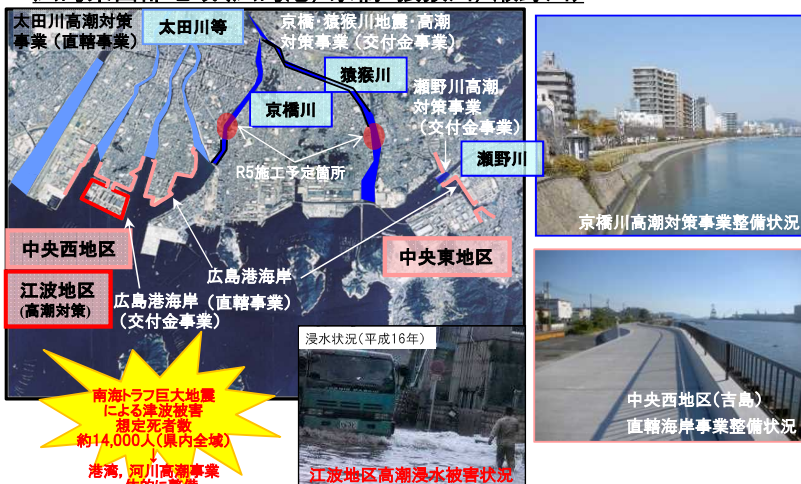 太田川高潮対策
事業(直轄事業)
太田川等
京橋・猿猴川地震・高潮
対策事業(交付金事業)
猿猴川
京橋川
瀬野川高潮
対策事業
(交付金事業)
瀬野川
R5施工予定箇所
中央西地区
江波地区
(高潮対策)
広島港海岸
(交付金事業)
広島港海岸
(直轄事業)
中央東地区
京橋川高潮対策事業整備状況
南海トラフ巨大地震
による津波被害
想定死者数
約14,000人(県内全域)
↓
港湾,河川高潮事業
浸水状況(平成16年)
江波地区高潮浸水被害状況
中央西地区(吉島)
直轄海岸事業整備状況